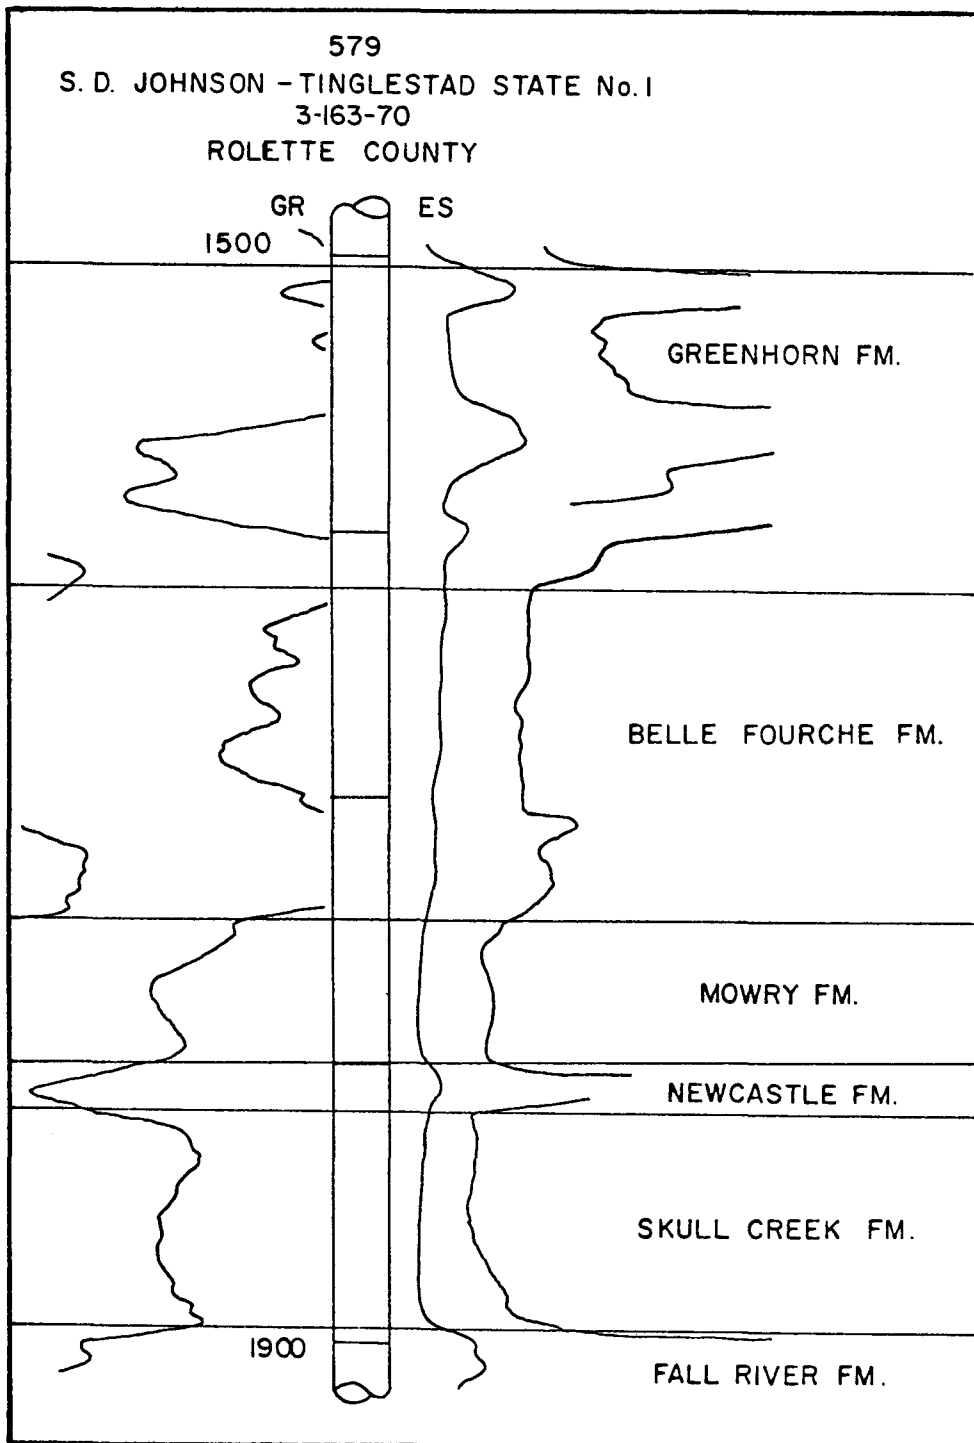 579
S. D. JOHNSON - TINGLESTAD STATE No. 1
3-163-70
ROLETTE COUNTY
GR ES
1500
GREENHORN FM.
BELLE FOURCHE FM.
MOWRY FM.
NEWCASTLE FM.
SKULL CREEK FM.
1900
FALL RIVER FM.